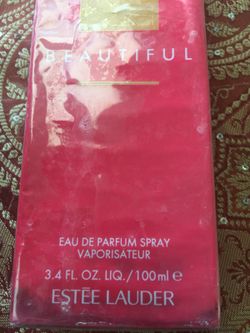 BEAUTIFUL
EAU DE PARFUM SPRAY
VAPORISATEUR
3.4 FL. OZ. LIQ./100ml ℮
ESTĒE LAUDER